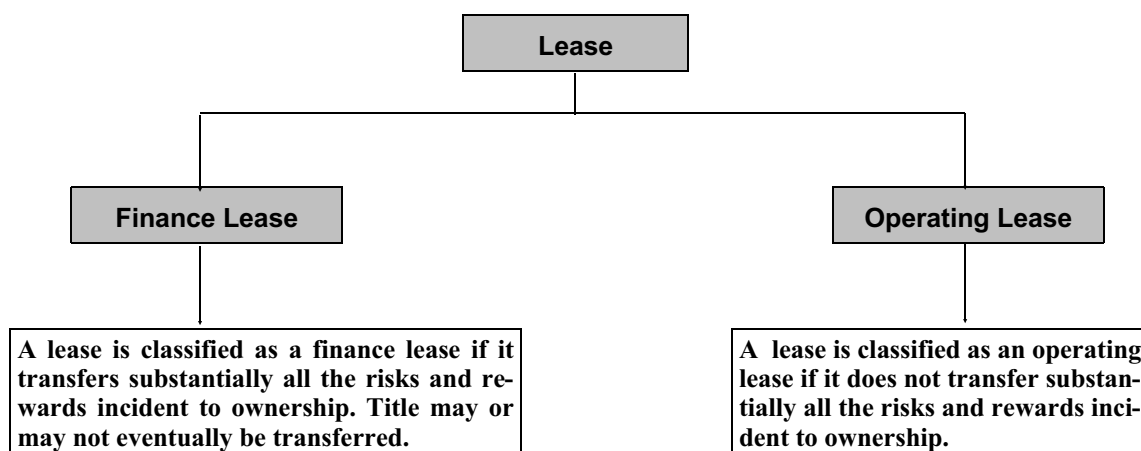 Lease
Finance Lease
Operating Lease
A lease is classified as a finance lease if it
transfers substantially all the risks and re-
wards incident to ownership. Title may or
may not eventually be transferred.
A lease is classified as an operating
lease if it does not transfer substan-
tially all the risks and rewards inci-
dent to ownership.